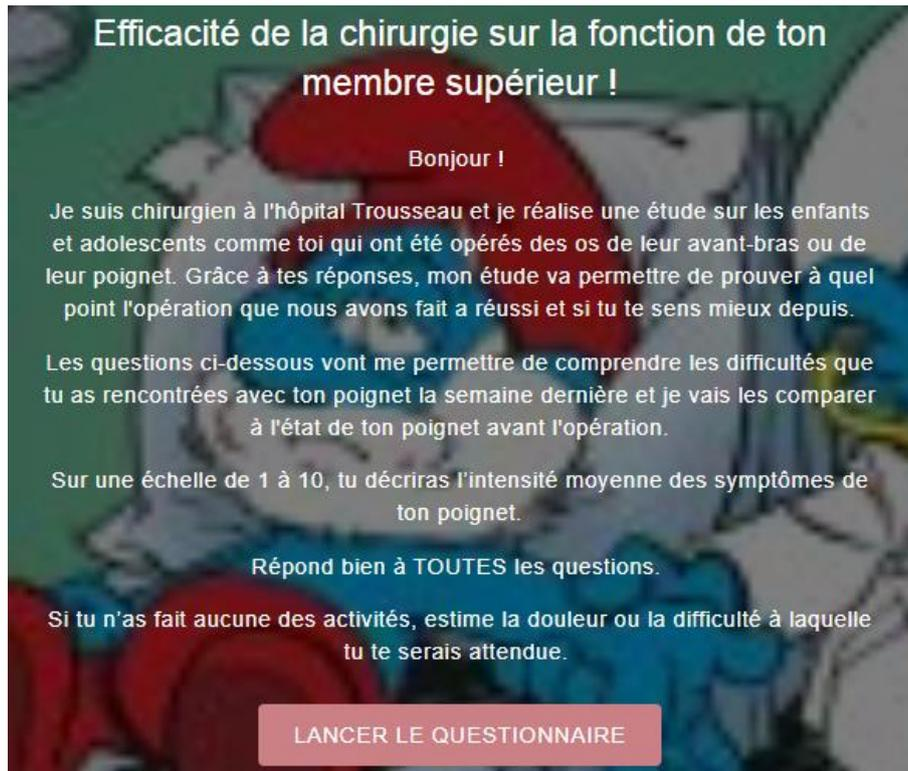 Efficacité de la chirurgie sur la fonction de ton
membre supérieur !
Bonjour !
Je suis chirurgien à l'hôpital Trousseau et je réalise une étude sur les enfants
et adolescents comme toi qui ont été opérés des os de leur avant-bras ou de
leur poignet. Grâce à tes réponses, mon étude va permettre de prouver à quel
point l'opération que nous avons fait a réussi et si tu te sens mieux depuis.
Les questions ci-dessous vont me permettre de comprendre les difficultés que
tu as rencontrées avec ton poignet la semaine dernière et je vais les comparer
à l'état de ton poignet avant l'opération.
Sur une échelle de 1 à 10, tu décriras l’intensité moyenne des symptômes de
ton poignet.
Répond bien à TOUTES les questions.
Si tu n’as fait aucune des activités, estime la douleur ou la difficulté à laquelle
tu te serais attendue.
LANCER LE QUESTIONNAIRE